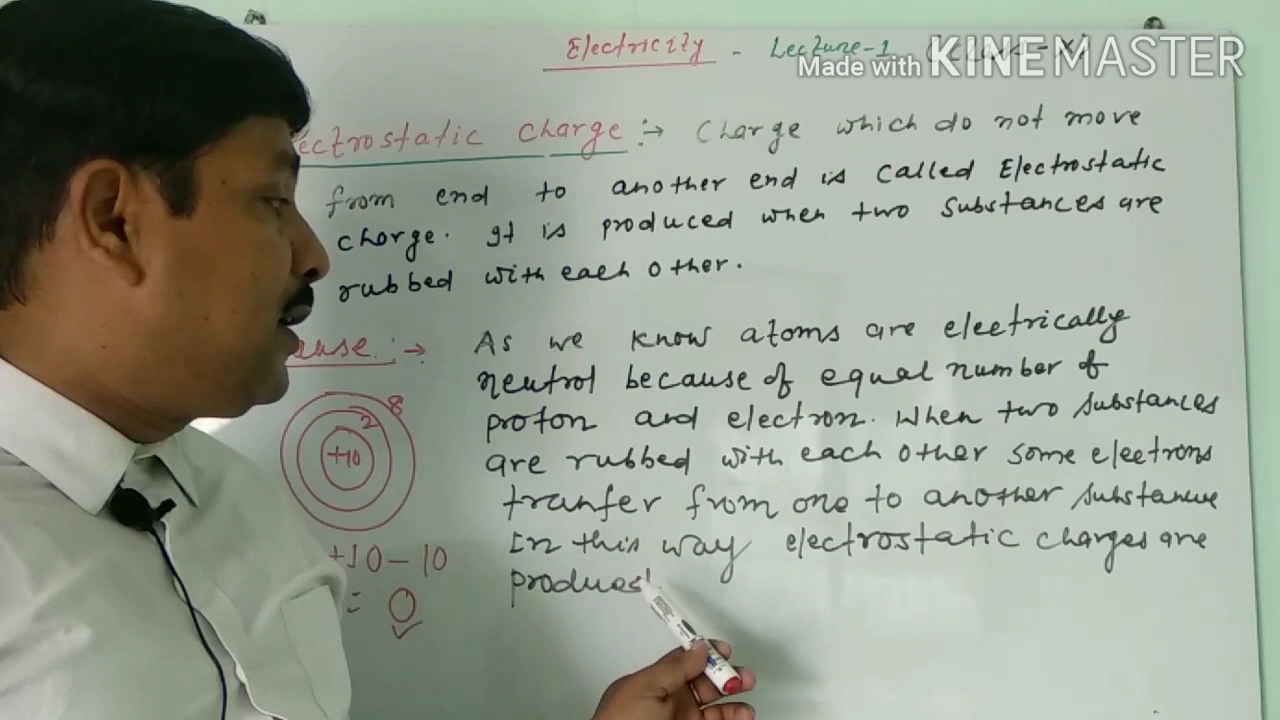 Electricity - Lecture-1 (Class-X)
Made with KINEMASTER
ectrostatic charge :→ Charge which do not move
from end to another end is called Electrostatic
charge. It is produced when two substances are
rubbed with each other.
ause :→ As we know atoms are electrically
neutral because of equal number of
proton and electron. When two substances
are rubbed with each other some electrons
tranfer from one to another substance
In this way electrostatic charges are
produced
+10 2 8
+10-10
= 0